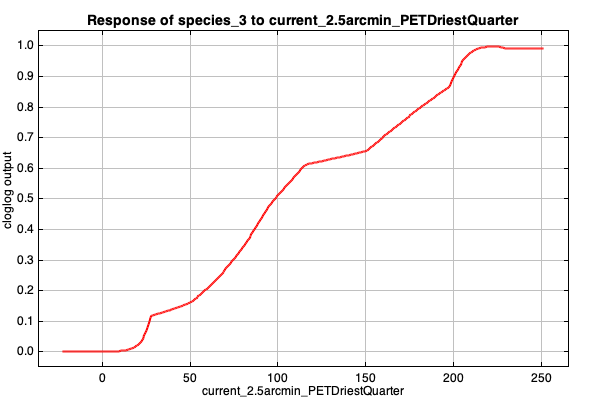 Response of species_3 to current_2.5arcmin_PETDriestQuarter
1.0
0.9
0.8
0.7
0.6
0.5
0.4
0.3
0.2
0.1
0.0
cloglog output
0 50 100 150 200 250
current_2.5arcmin_PETDriestQuarter